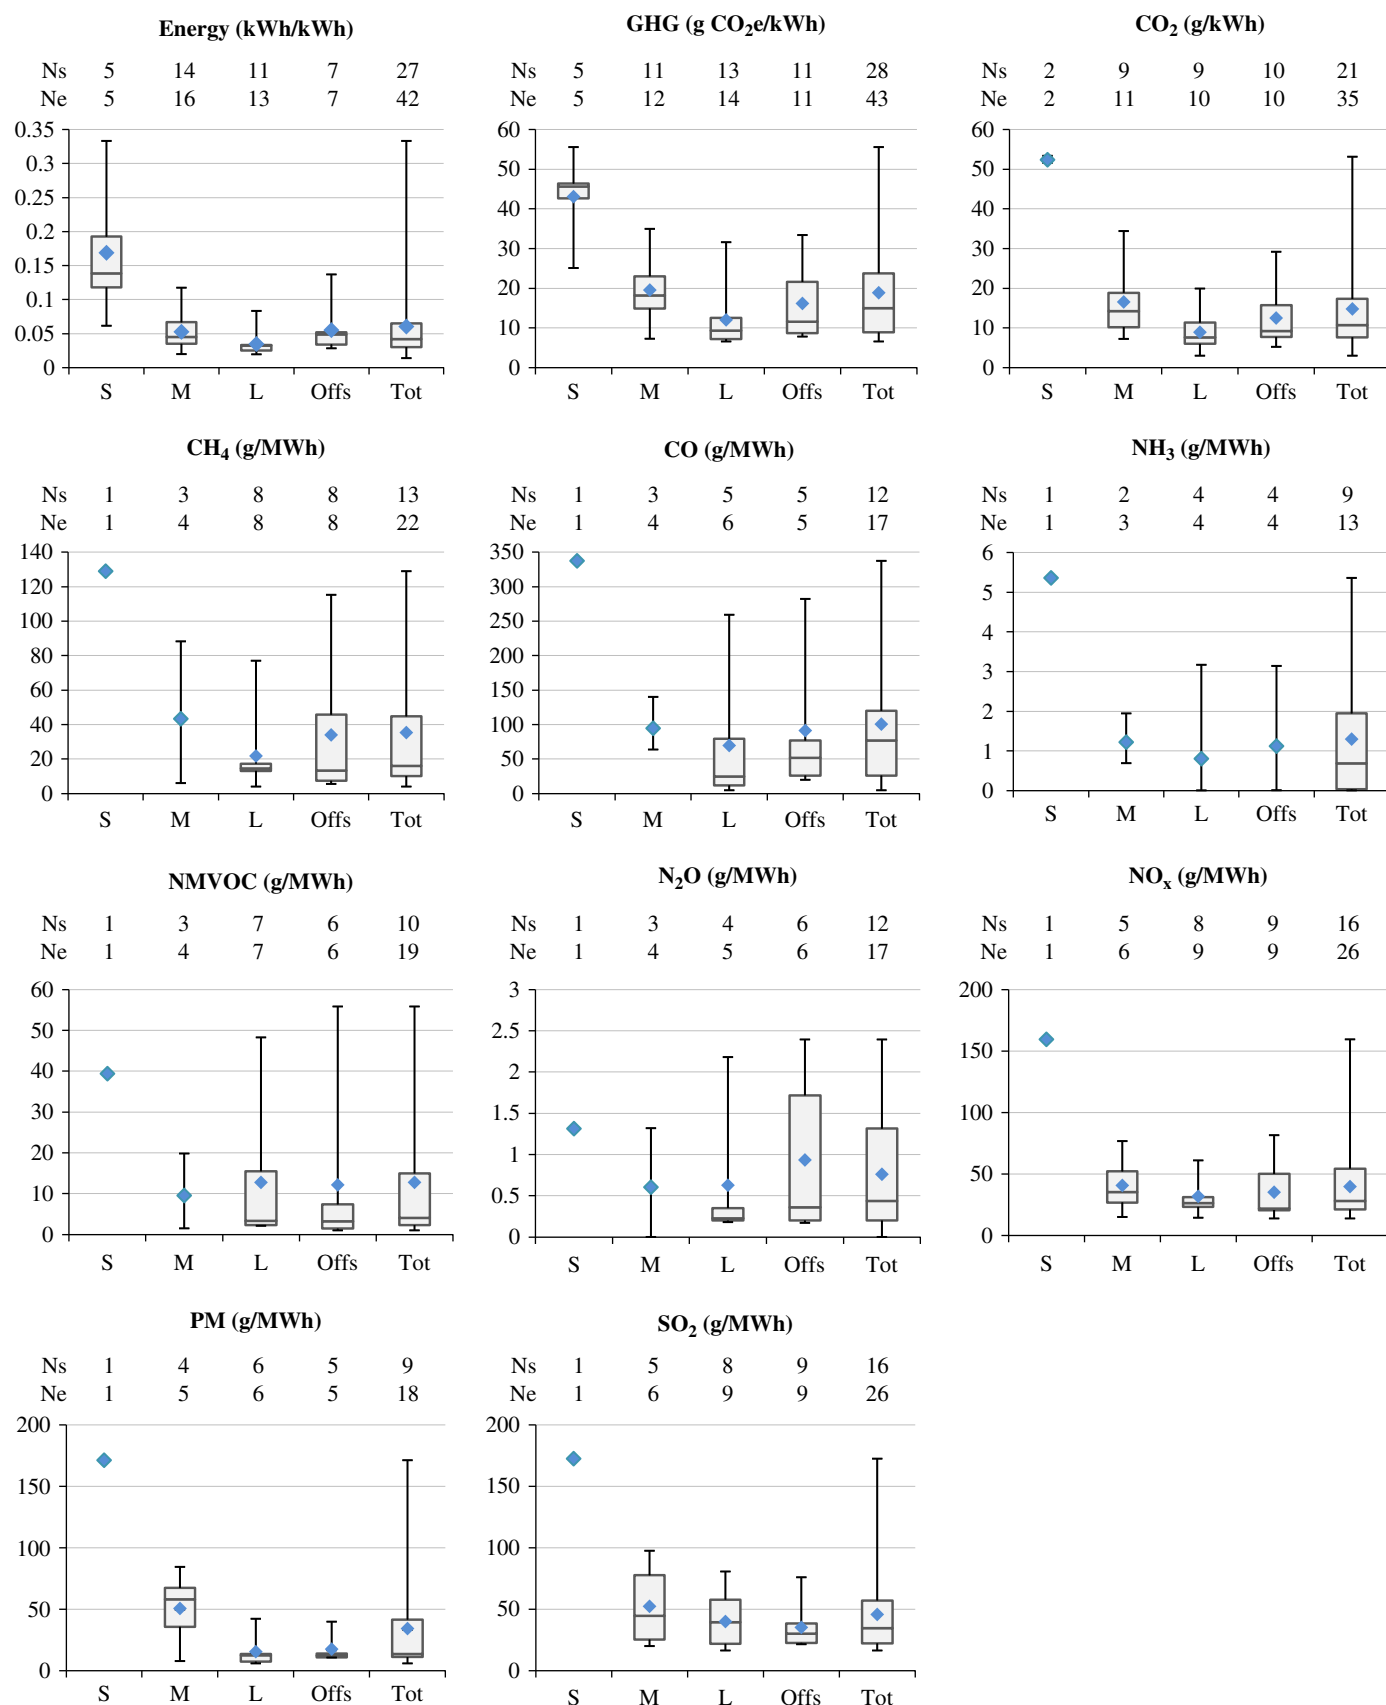 Energy (kWh/kWh)
Ns 5 14 11 7 27
Ne 5 16 13 7 42
0.35
0.3
0.25
0.2
0.15
0.1
0.05
0
S M L Offs Tot
GHG (g CO₂e/kWh)
Ns 5 11 13 11 28
Ne 5 12 14 11 43
60
50
40
30
20
10
0
S M L Offs Tot
CO₂ (g/kWh)
Ns 2 9 9 10 21
Ne 2 11 10 10 35
60
50
40
30
20
10
0
S M L Offs Tot
CH₄ (g/MWh)
Ns 1 3 8 8 13
Ne 1 4 8 8 22
140
120
100
80
60
40
20
0
S M L Offs Tot
CO (g/MWh)
Ns 1 3 5 5 12
Ne 1 4 6 5 17
350
300
250
200
150
100
50
0
S M L Offs Tot
NH₃ (g/MWh)
Ns 1 2 4 4 9
Ne 1 3 4 4 13
6
5
4
3
2
1
0
S M L Offs Tot
NMVOC (g/MWh)
Ns 1 3 7 6 10
Ne 1 4 7 6 19
60
50
40
30
20
10
0
S M L Offs Tot
N₂O (g/MWh)
Ns 1 3 4 6 12
Ne 1 4 5 6 17
3
2.5
2
1.5
1
0.5
0
S M L Offs Tot
NOₓ (g/MWh)
Ns 1 5 8 9 16
Ne 1 6 9 9 26
200
150
100
50
0
S M L Offs Tot
PM (g/MWh)
Ns 1 4 6 5 9
Ne 1 5 6 5 18
200
150
100
50
0
S M L Offs Tot
SO₂ (g/MWh)
Ns 1 5 8 9 16
Ne 1 6 9 9 26
200
150
100
50
0
S M L Offs Tot